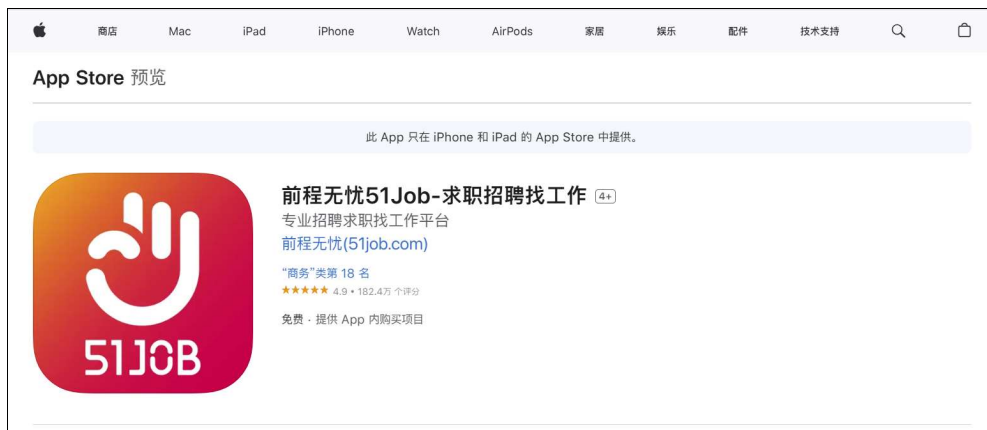 商店 Mac iPad iPhone Watch AirPods 家居 娱乐 配件 技术支持
App Store 预览
此 App 只在 iPhone 和 iPad 的 App Store 中提供。
前程无忧51Job-求职招聘找工作 4+
专业招聘求职找工作平台
前程无忧(51job.com)
“商务”类第 18 名
★★★★★ 4.9 • 182.4万 个评分
免费 · 提供 App 内购买项目
51JOB